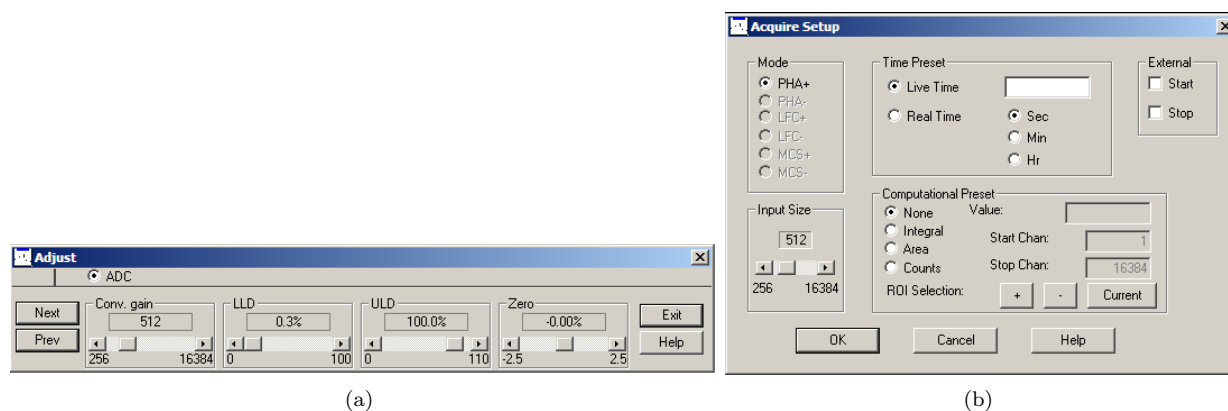 Adjust
ADC
Next
Prev
Conv. gain
512
256 16384
LLD
0.3%
0 100
ULD
100.0%
0 110
Zero
-0.00%
-2.5 2.5
Exit
Help
(a)
Acquire Setup
Mode
PHA+
PHA-
LFC+
LFC-
MCS+
MCS-
Input Size
512
256 16384
Time Preset
Live Time
Real Time
Sec
Min
Hr
External
Start
Stop
Computational Preset
None
Integral
Area
Counts
Value:
Start Chan: 1
Stop Chan: 16384
ROI Selection: + - Current
OK Cancel Help
(b)